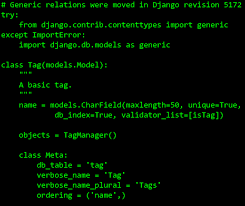 # Generic relations were moved in Django revision 5172
try:
    from django.contrib.contenttypes import generic
except ImportError:
    import django.db.models as generic

class Tag(models.Model):
    """
    A basic tag.
    """
    name = models.CharField(maxlength=50, unique=True,
            db_index=True, validator_list=[isTag])

    objects = TagManager()

    class Meta:
        db_table = 'tag'
        verbose_name = 'Tag'
        verbose_name_plural = 'Tags'
        ordering = ('name',)